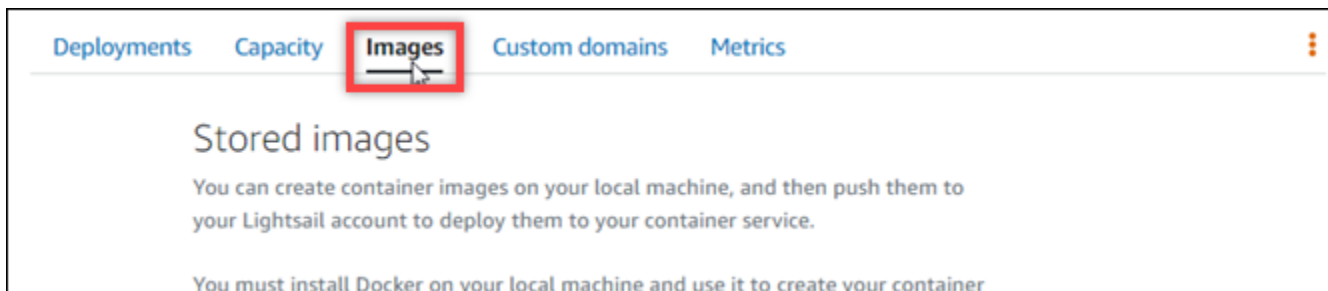 Deployments Capacity Images Custom domains Metrics
Stored images
You can create container images on your local machine, and then push them to
your Lightsail account to deploy them to your container service.
You must install Docker on your local machine and use it to create your container